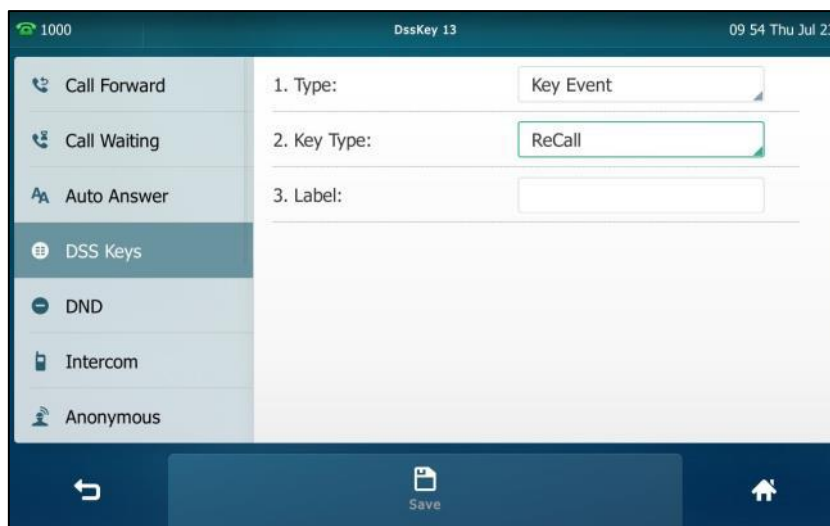 1000 DssKey 13 09 54 Thu Jul 23
Call Forward
1. Type: Key Event
Call Waiting
2. Key Type: ReCall
Auto Answer
3. Label:
DSS Keys
DND
Intercom
Anonymous
Save